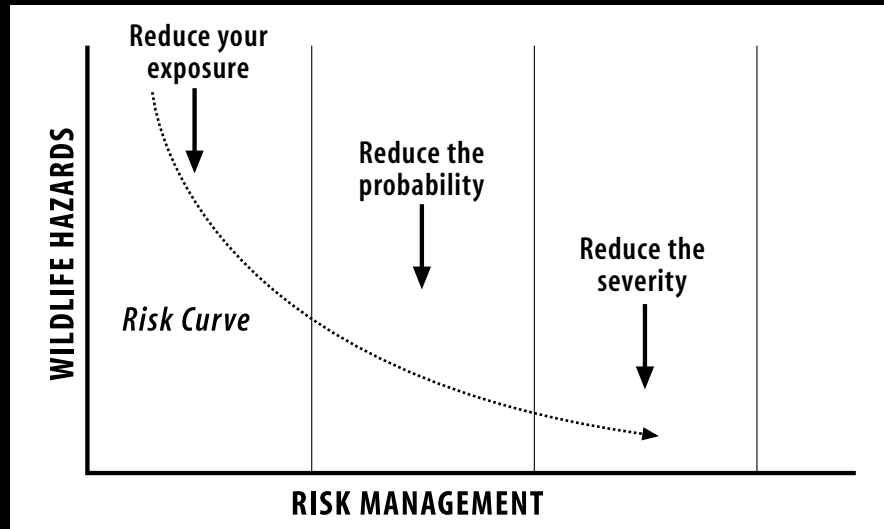 Reduce your
exposure
Reduce the
probability
Reduce the
severity
Risk Curve
WILDLIFE HAZARDS
RISK MANAGEMENT